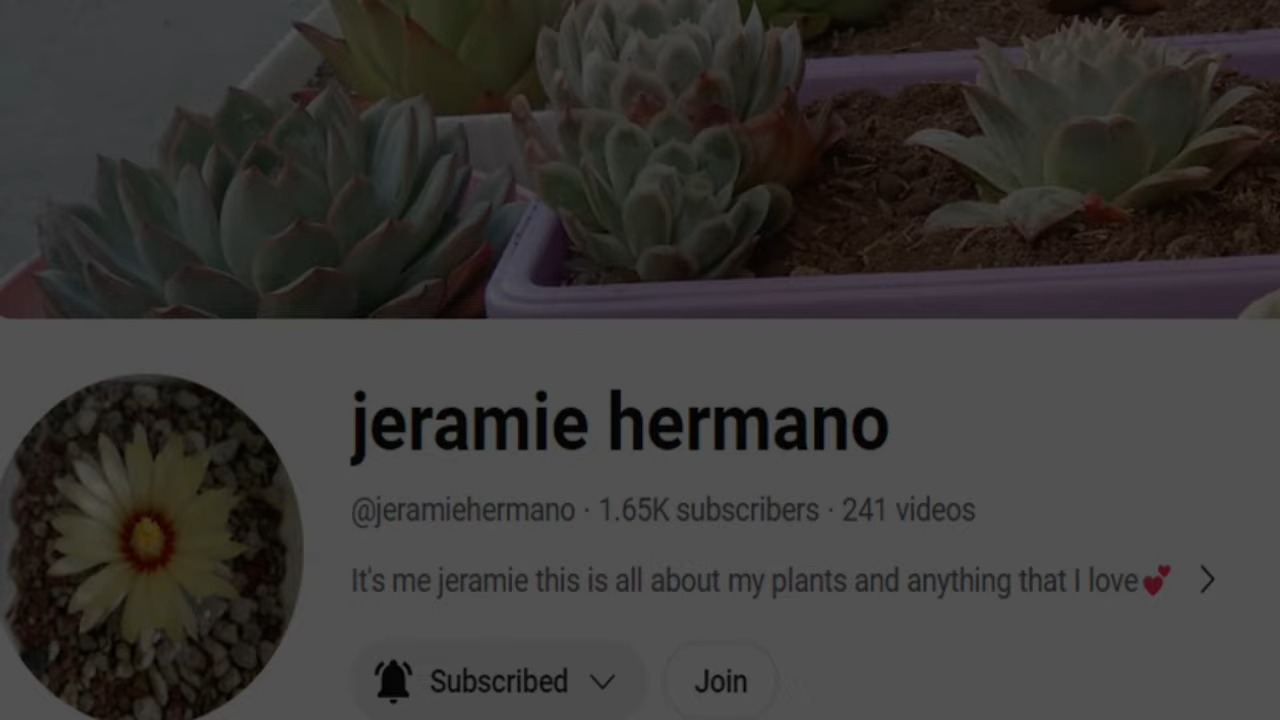 jeramie hermano
@jeramiehermano · 1.65K subscribers · 241 videos
It's me jeramie this is all about my plants and anything that I love💕
Subscribed
Join